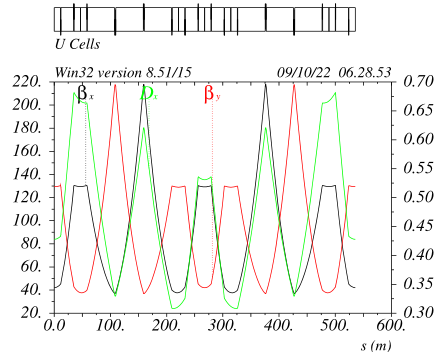 U Cells
Win32 version 8.51/15 09/10/22 06.28.53
βx Dx βy
220. 0.70
200. 0.65
180. 0.60
160. 0.55
140. 0.50
120. 0.45
100. 0.40
80. 0.35
60. 0.30
40.
20.
0.0 100. 200. 300. 400. 500. 600.
s (m)